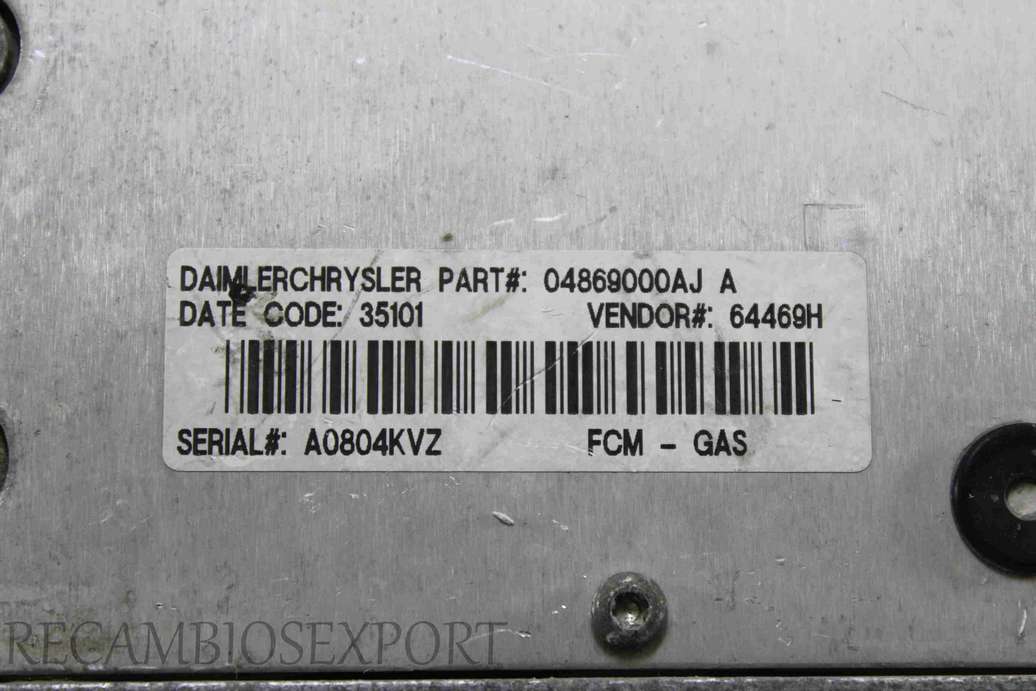 DAIMLERCHRYSLER PART#: 04869000AJ A
DATE CODE: 35101 VENDOR#: 64469H
SERIAL#: A0804KVZ FCM - GAS
RECAMBIOSEXPORT